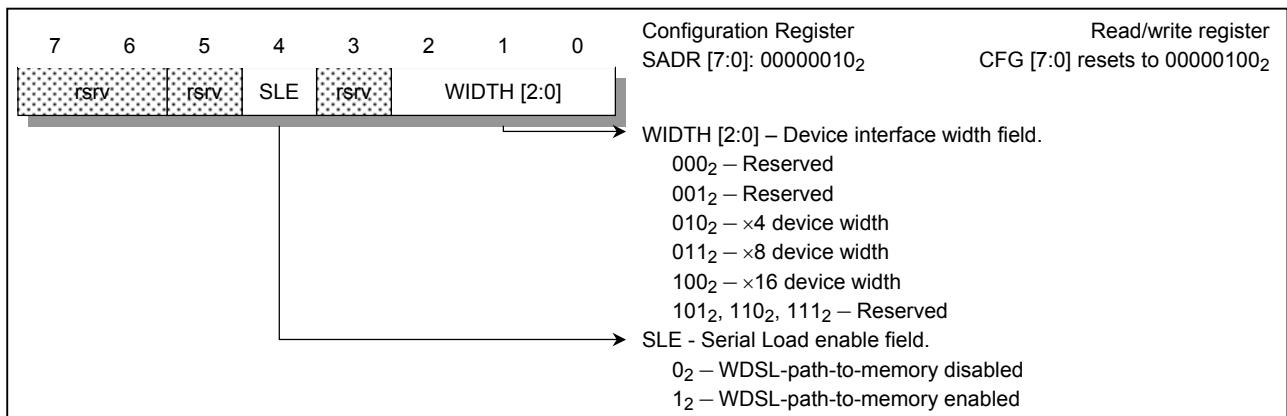 7 6 5 4 3 2 1 0
rsrv rsrv SLE rsrv WIDTH [2:0]
Configuration Register Read/write register
SADR [7:0]: 00000010₂ CFG [7:0] resets to 00000100₂
WIDTH [2:0] – Device interface width field.
000₂ – Reserved
001₂ – Reserved
010₂ – ×4 device width
011₂ – ×8 device width
100₂ – ×16 device width
101₂, 110₂, 111₂ – Reserved
SLE - Serial Load enable field.
0₂ – WDSL-path-to-memory disabled
1₂ – WDSL-path-to-memory enabled